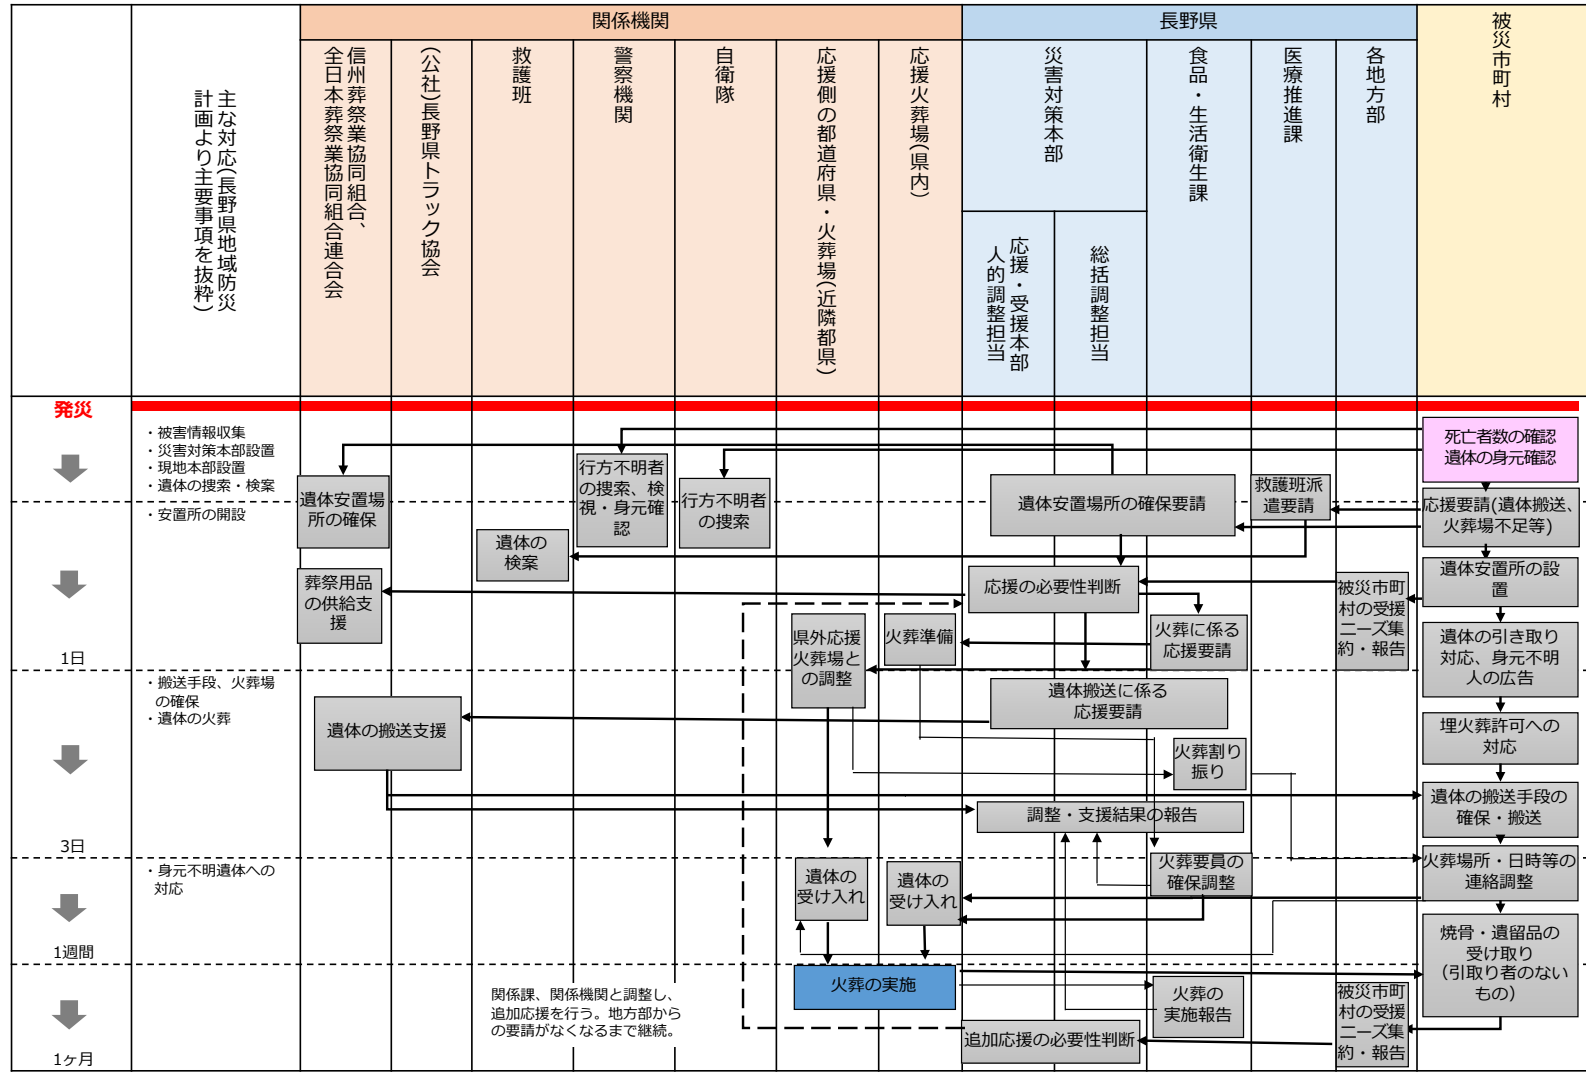 関係機関
長野県
被災市町村
主な対応(長野県地域防災
計画より主要事項を抜粋)
信州葬祭業協同組合、
全日本葬祭業協同組合連合会
(公社)長野県トラック協会
救護班
警察機関
自衛隊
応援側の都道府県・火葬場(近隣都県)
応援火葬場(県内)
災害対策本部
食品・生活衛生課
医療推進課
各地方部
応援・受援本部
人的調整担当
総括調整担当
発災
・被害情報収集
・災害対策本部設置
・現地本部設置
・遺体の捜索・検案
死亡者数の確認
遺体の身元確認
行方不明者
の捜索、検
視・身元確
認
行方不明者
の捜索
遺体安置場
所の確保
遺体安置場所の確保要請
救護班派
遣要請
応援要請(遺体搬送、
火葬場不足等)
・安置所の開設
遺体の
検案
遺体安置所の設
置
葬祭用品
の供給支
援
応援の必要性判断
被災市町
村の受援
ニーズ集
約・報告
県外応援
火葬場と
の調整
火葬準備
火葬に係る
応援要請
遺体の引き取り
対応、身元不明
人の広告
1日
・搬送手段、火葬場
の確保
・遺体の火葬
遺体の搬送支援
遺体搬送に係る
応援要請
埋火葬許可への
対応
火葬割り
振り
遺体の搬送手段の
確保・搬送
調整・支援結果の報告
3日
・身元不明遺体への
対応
遺体の
受け入れ
遺体の
受け入れ
火葬要員の
確保調整
火葬場所・日時等の
連絡調整
焼骨・遺留品の
受け取り
(引取り者のない
もの)
1週間
火葬の実施
関係課、関係機関と調整し、
追加応援を行う。地方部から
の要請がなくなるまで継続。
火葬の
実施報告
被災市町
村の受援
ニーズ集
約・報告
追加応援の必要性判断
1ヶ月